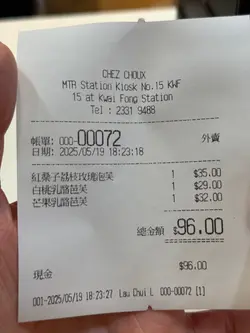 CHEZ CHOUX
MTR Station Kiosk No.15 KWF
15 at Kwai Fong Station
Tel : 2331 9488
帳單: 000-00072 外賣
日期: 2025/05/19 18:23:18
紅桑子荔枝玫瑰泡芙 1 $35.00
白桃乳酪芭芙 1 $29.00
芒果乳酪芭芙 1 $32.00
總金額 $96.00
現金 $96.00
001-2025/05/19 18:23:27 Lau Chui L 000-00072 [1]